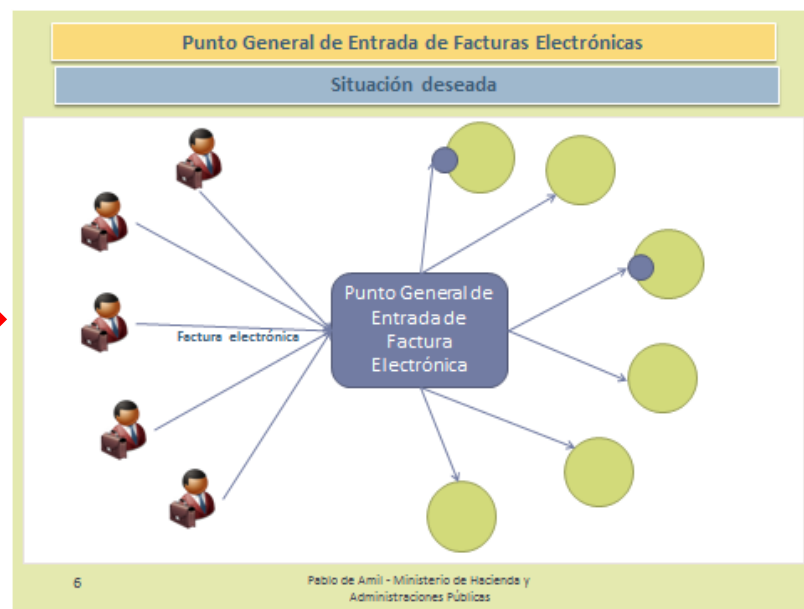 Punto General de Entrada de Facturas Electrónicas
Situación deseada
Factura electrónica
Punto General de
Entrada de
Factura
Electrónica
6
Pablo de Amil - Ministerio de Hacienda y
Administraciones Públicas